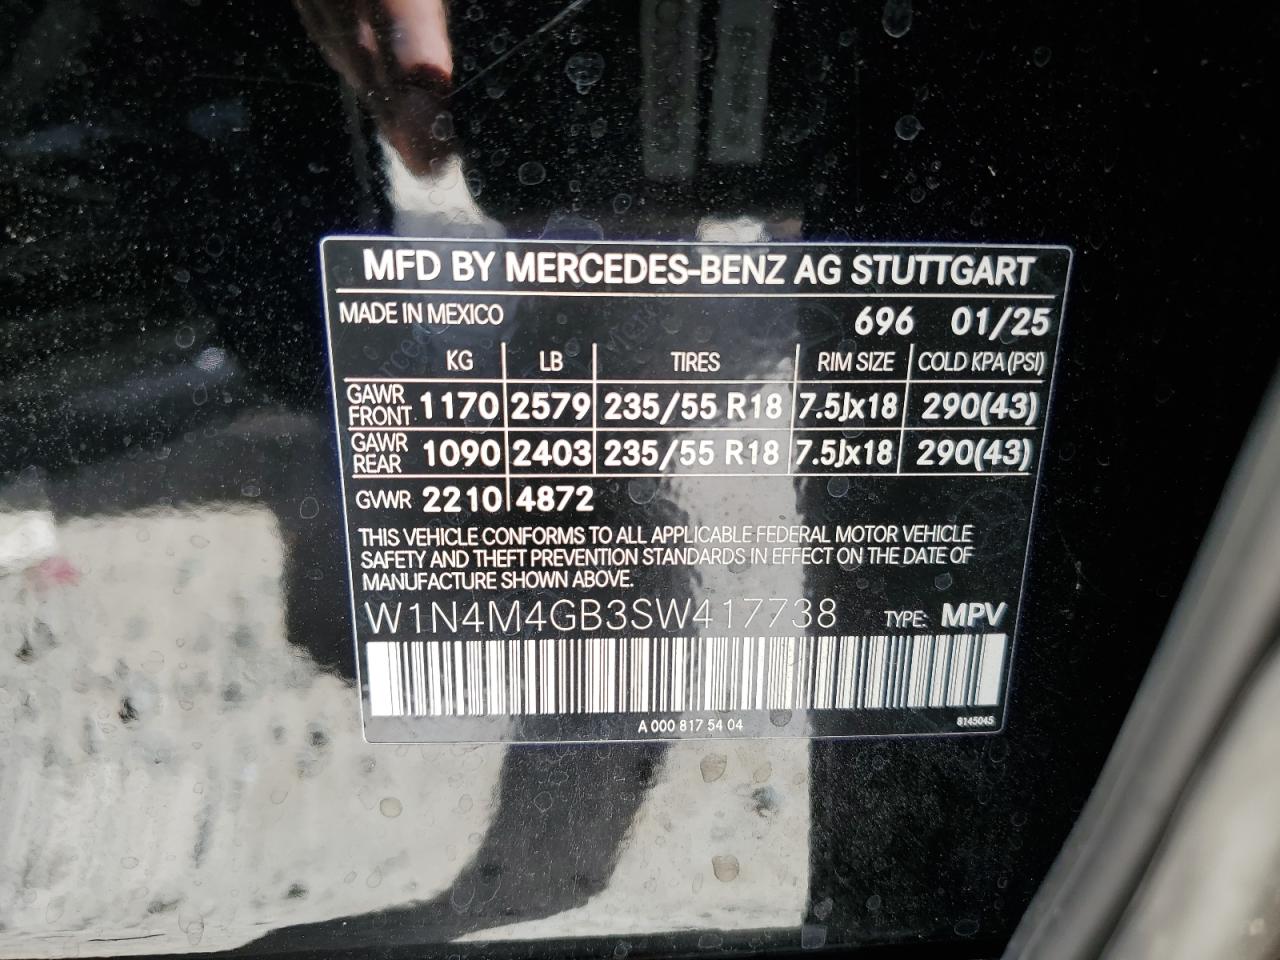 MFD BY MERCEDES-BENZ AG STUTTGART
MADE IN MEXICO 696 01/25
KG LB TIRES RIM SIZE COLD KPA(PSI)
GAWR FRONT 1170 2579 235/55 R18 7.5Jx18 290(43)
GAWR REAR 1090 2403 235/55 R18 7.5Jx18 290(43)
GVWR 2210 4872
THIS VEHICLE CONFORMS TO ALL APPLICABLE FEDERAL MOTOR VEHICLE
SAFETY AND THEFT PREVENTION STANDARDS IN EFFECT ON THE DATE OF
MANUFACTURE SHOWN ABOVE.
W1N4M4GB3SW417738 TYPE: MPV
A 000 817 54 04 8145045